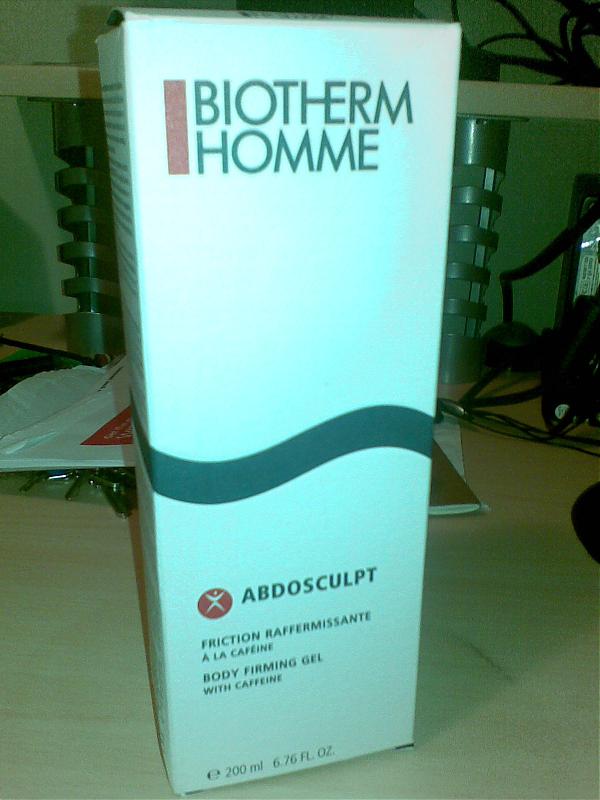 BIOTHERM
HOMME
ABDOSCULPT
FRICTION RAFFERMISSANTE
À LA CAFÉINE
BODY FIRMING GEL
WITH CAFFEINE
e 200 ml 6.76 FL. OZ.